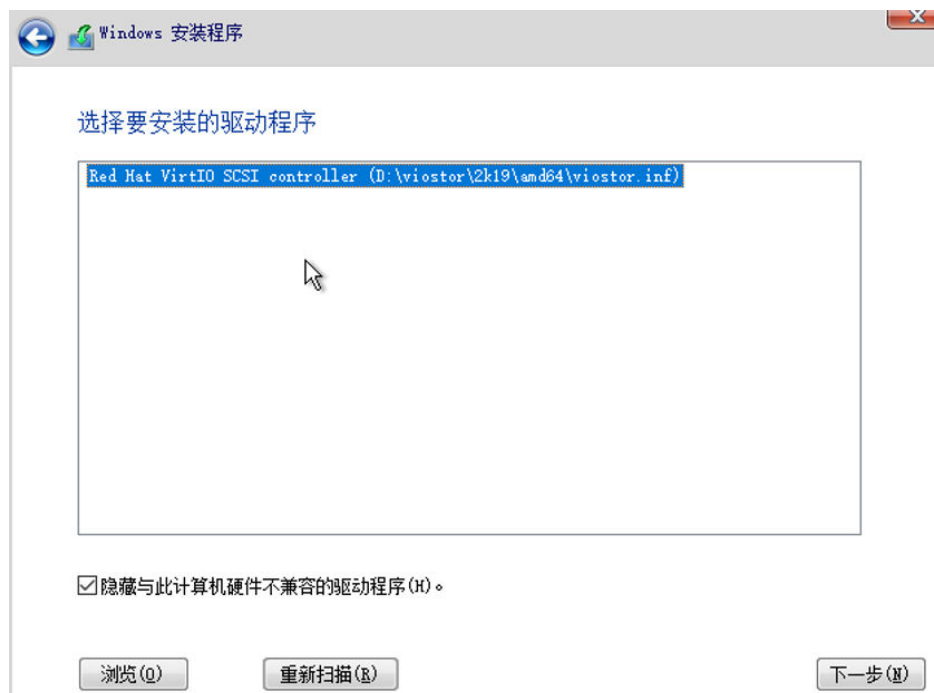 Windows 安装程序
选择要安装的驱动程序
Red Hat VirtIO SCSI controller (D:\viostor\2k19\amd64\viostor.inf)
隐藏与此计算机硬件不兼容的驱动程序(H)。
浏览(O)
重新扫描(R)
下一步(N)